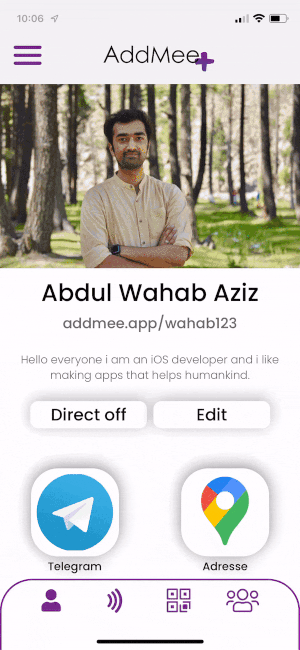 10:06
AddMee
Abdul Wahab Aziz
addmee.app/wahab123
Hello everyone i am an iOS developer and i like
making apps that helps humankind.
Direct off
Edit
Telegram
Adresse